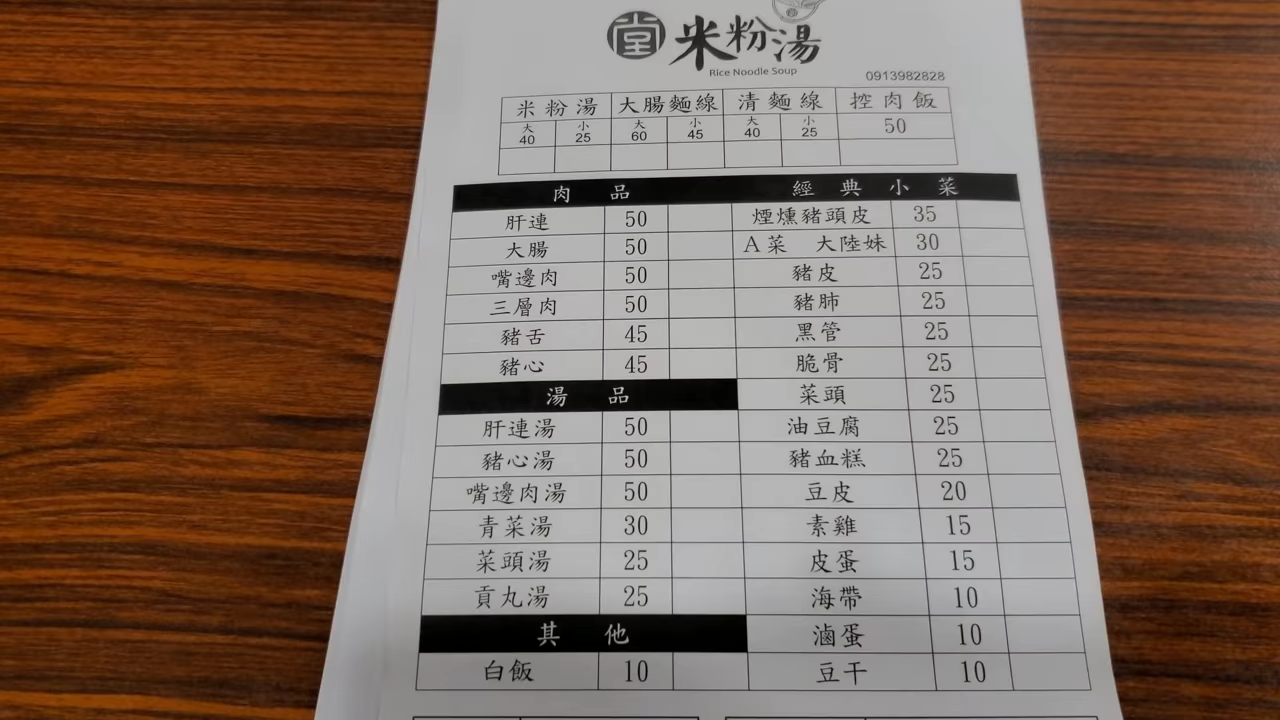 堂 米粉湯
Rice Noodle Soup
0913982828
米粉湯 大腸麵線 清麵線 控肉飯
大 小 大 小 大 小 50
40 25 60 45 40 25
肉品 經典小菜
肝連 50 煙燻豬頭皮 35
大腸 50 A菜 大陸妹 30
嘴邊肉 50 豬皮 25
三層肉 50 豬肺 25
豬舌 45 黑管 25
豬心 45 脆骨 25
湯品 菜頭 25
肝連湯 50 油豆腐 25
豬心湯 50 豬血糕 25
嘴邊肉湯 50 豆皮 20
青菜湯 30 素雞 15
菜頭湯 25 皮蛋 15
貢丸湯 25 海帶 10
其他 滷蛋 10
白飯 10 豆干 10